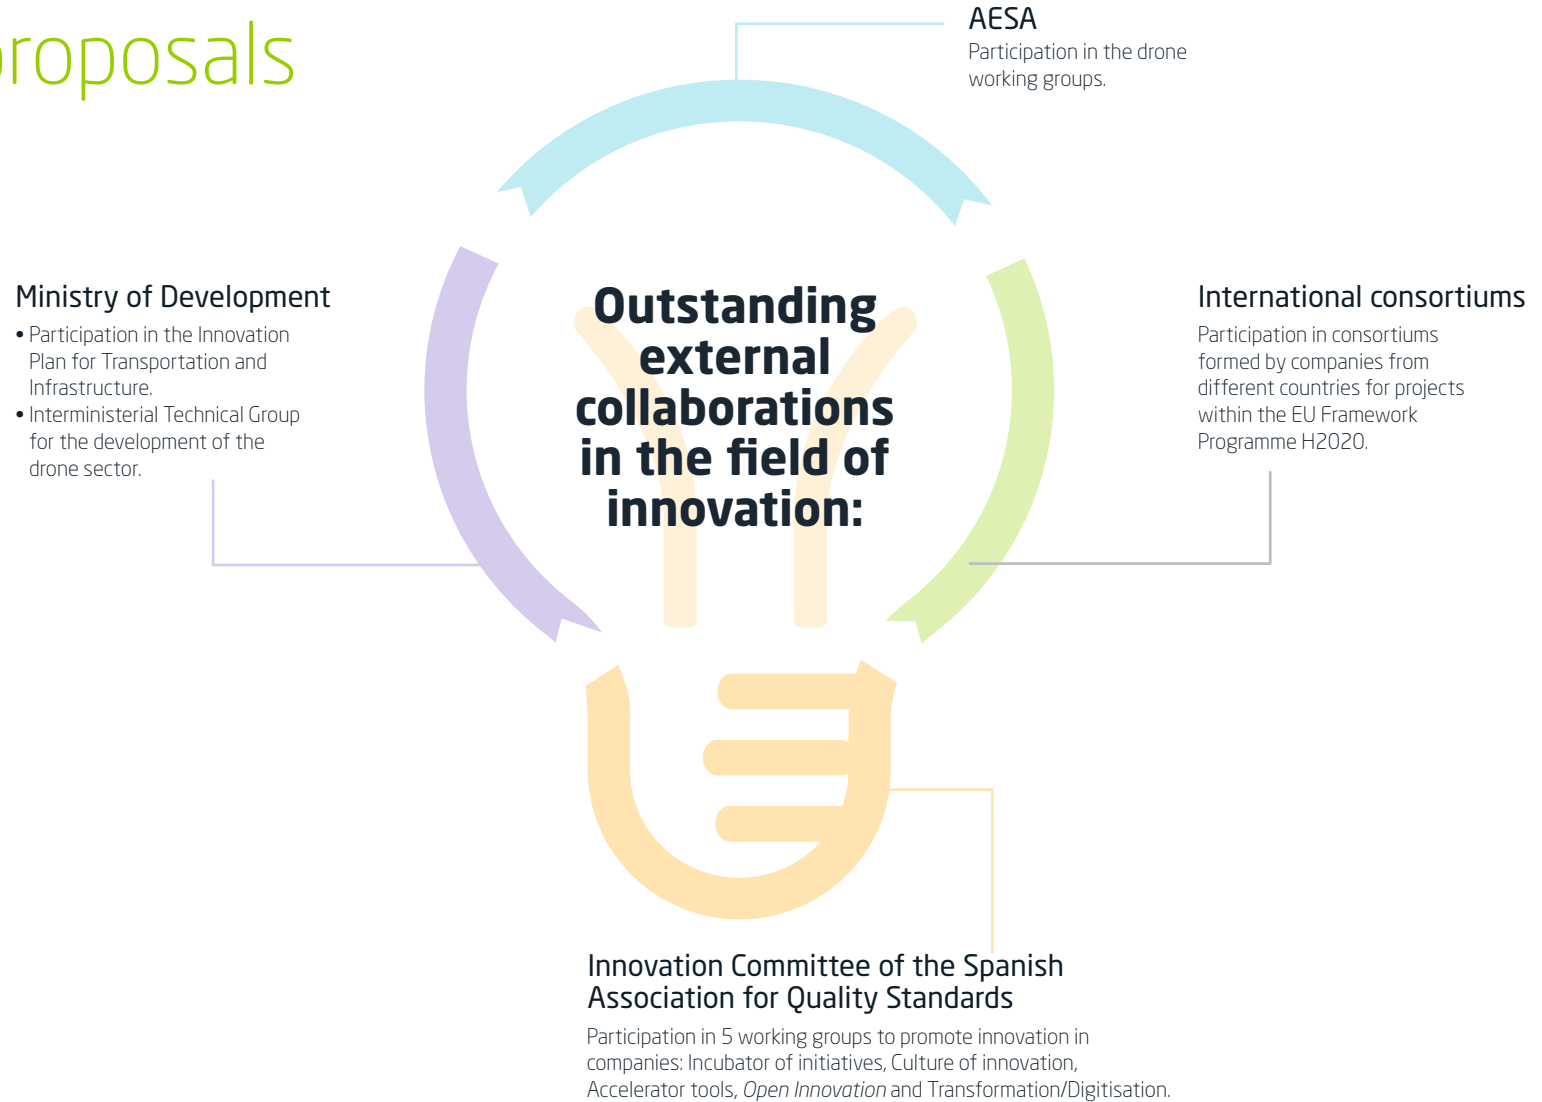 proposals
AESA
Participation in the drone
working groups.
Ministry of Development
• Participation in the Innovation
Plan for Transportation and
Infrastructure.
• Interministerial Technical Group
for the development of the
drone sector.
Outstanding
external
collaborations
in the field of
innovation:
International consortiums
Participation in consortiums
formed by companies from
different countries for projects
within the EU Framework
Programme H2020.
Innovation Committee of the Spanish
Association for Quality Standards
Participation in 5 working groups to promote innovation in
companies: Incubator of initiatives, Culture of innovation,
Accelerator tools, Open Innovation and Transformation/Digitisation.